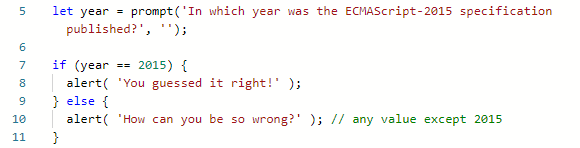 5 let year = prompt('In which year was the ECMAScript-2015 specification
published?', '');
6
7 if (year == 2015) {
8 alert( 'You guessed it right!' );
9 } else {
10 alert( 'How can you be so wrong?' ); // any value except 2015
11 }